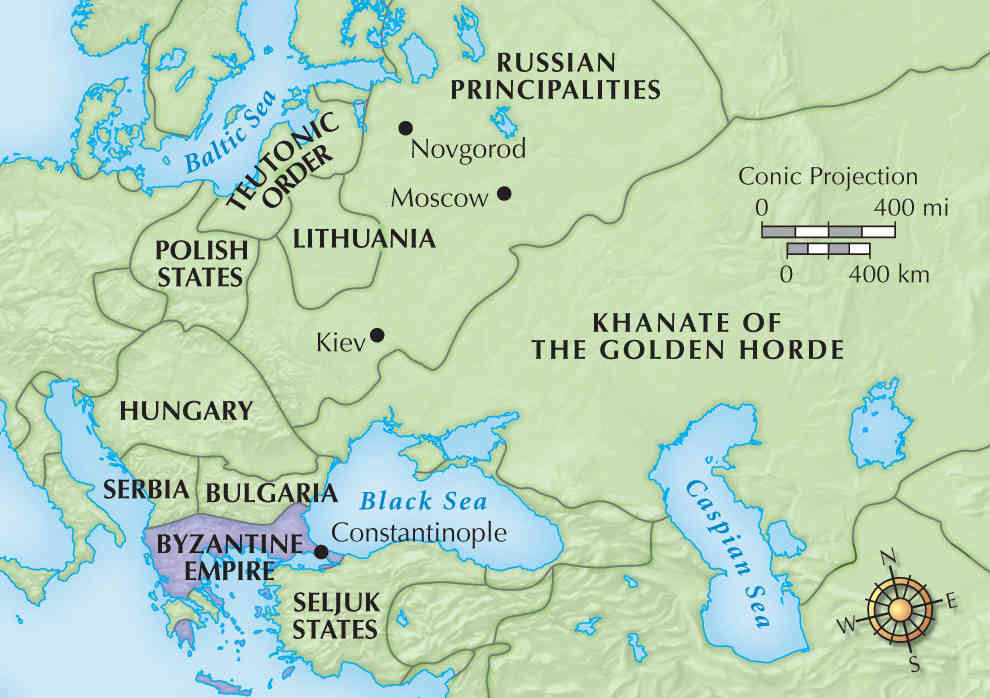 RUSSIAN
PRINCIPALITIES
Baltic Sea
TEUTONIC
ORDER
Novgorod
Moscow
Conic Projection
0 400 mi
0 400 km
LITHUANIA
POLISH
STATES
Kiev
KHANATE OF
THE GOLDEN HORDE
HUNGARY
SERBIA
BULGARIA
Black Sea
Constantinople
Caspian Sea
BYZANTINE
EMPIRE
SELJUK
STATES
N
E
W
S